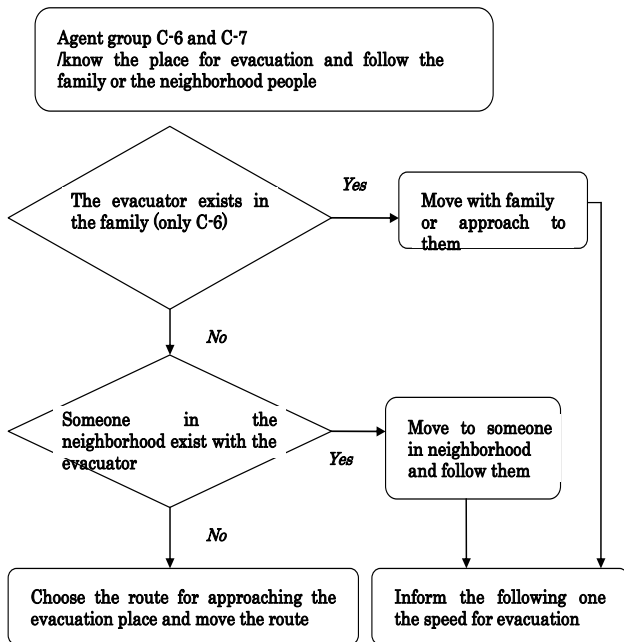 Agent group C-6 and C-7
/know the place for evacuation and follow the
family or the neighborhood people
The evacuator exists in
the family (only C-6)
Yes
Move with family
or approach to
them
No
Someone in the
neighborhood exist with the
evacuator
Yes
Move to someone
in neighborhood
and follow them
No
Choose the route for approaching the
evacuation place and move the route
Inform the following one
the speed for evacuation